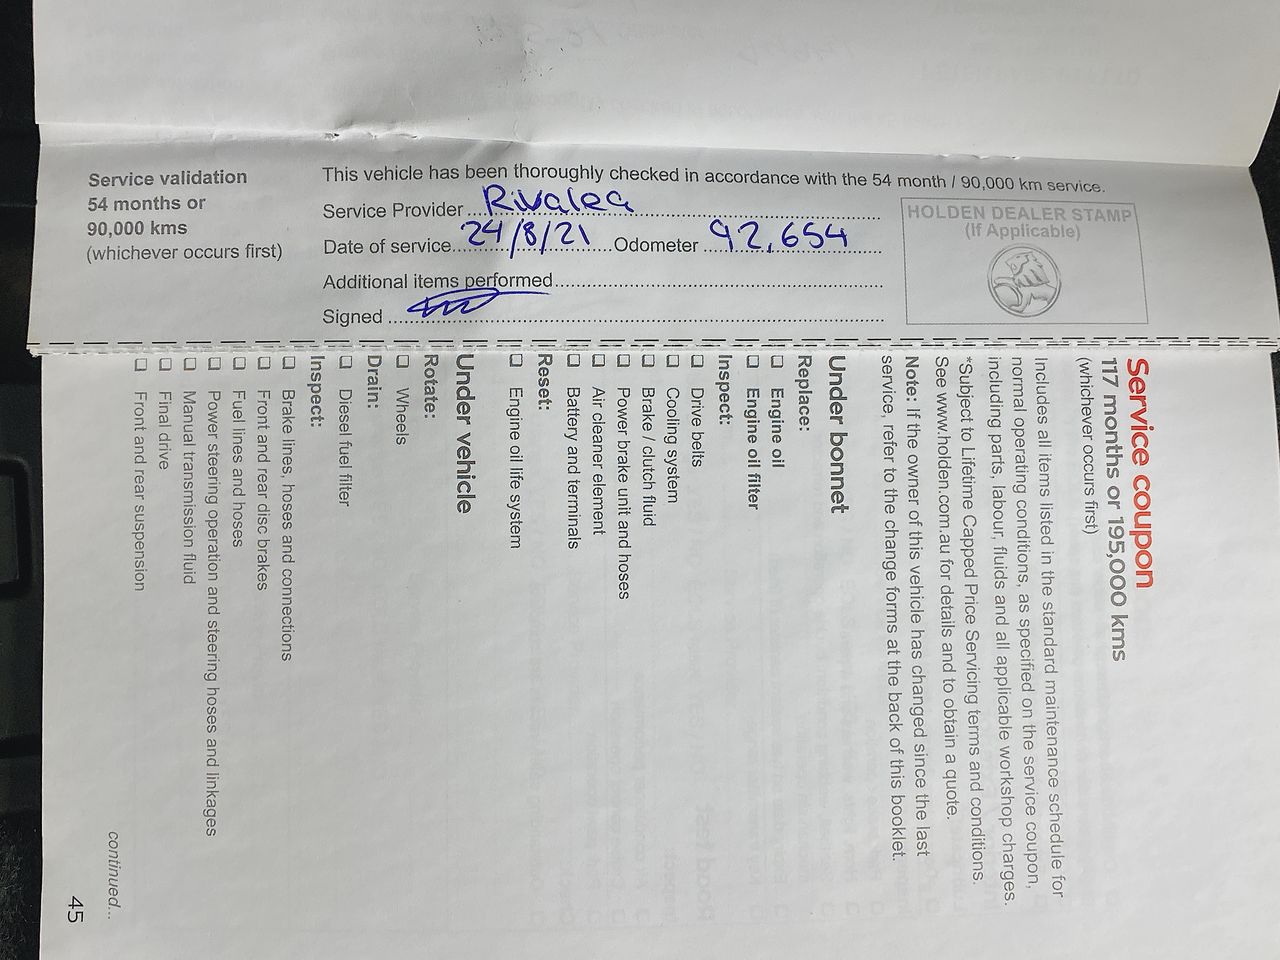 Service validation
54 months or
90,000 kms
(whichever occurs first)
This vehicle has been thoroughly checked in accordance with the 54 month / 90,000 km service.
Service Provider Rivalea
Date of service 24/8/21 Odometer 92,654
Additional items performed
Signed
HOLDEN DEALER STAMP
(If Applicable)
Service coupon
117 months or 195,000 kms
(whichever occurs first)
Includes all items listed in the standard maintenance schedule for
normal operating conditions, as specified on the service coupon,
including parts, labour, fluids and all applicable workshop charges.
*Subject to Lifetime Capped Price Servicing terms and conditions.
See www.holden.com.au for details and to obtain a quote.
Note: If the owner of this vehicle has changed since the last
service, refer to the change forms at the back of this booklet.
Under bonnet
Replace:
Engine oil
Engine oil filter
Inspect:
Drive belts
Cooling system
Brake / clutch fluid
Power brake unit and hoses
Air cleaner element
Battery and terminals
Reset:
Engine oil life system
Under vehicle
Rotate:
Wheels
Drain:
Diesel fuel filter
Inspect:
Brake lines, hoses and connections
Front and rear disc brakes
Fuel lines and hoses
Power steering operation and steering hoses and linkages
Manual transmission fluid
Final drive
Front and rear suspension
continued...
45